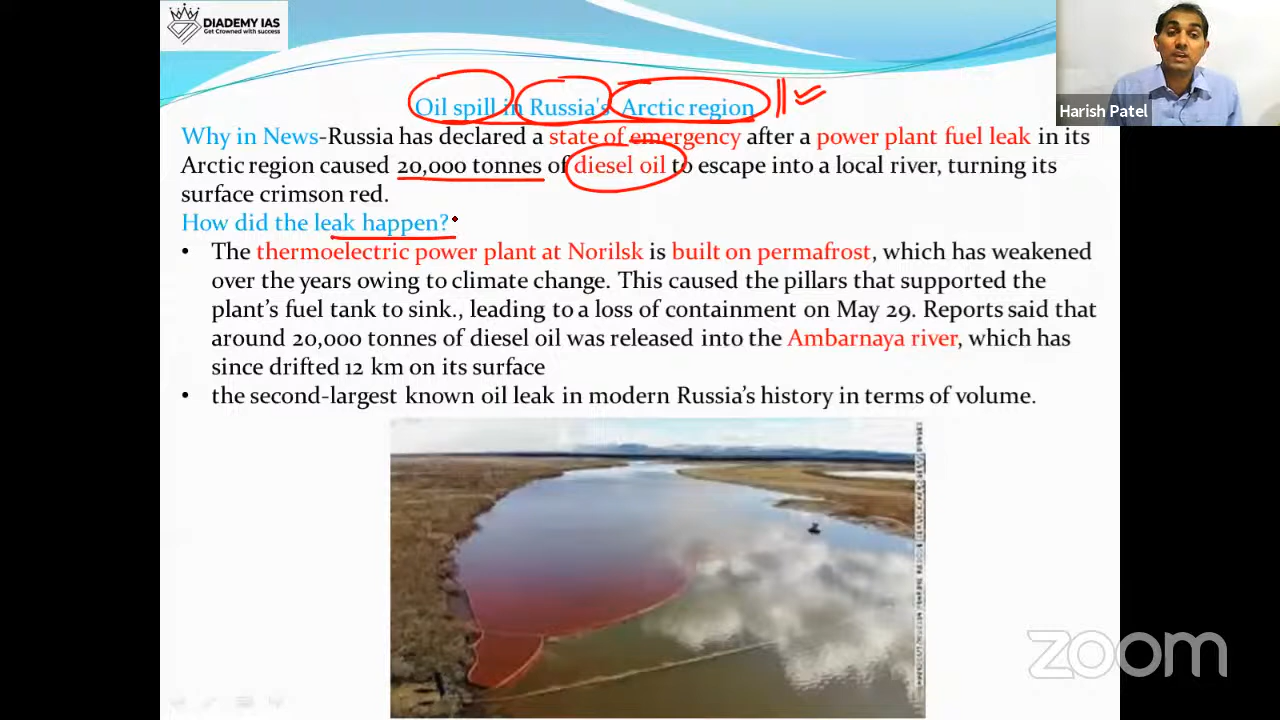 DIADEMY IAS
Get Crowned with success
Harish Patel
Oil spill in Russia's Arctic region
Why in News-Russia has declared a state of emergency after a power plant fuel leak in its
Arctic region caused 20,000 tonnes of diesel oil to escape into a local river, turning its
surface crimson red.
How did the leak happen?
• The thermoelectric power plant at Norilsk is built on permafrost, which has weakened
over the years owing to climate change. This caused the pillars that supported the
plant's fuel tank to sink., leading to a loss of containment on May 29. Reports said that
around 20,000 tonnes of diesel oil was released into the Ambarnaya river, which has
since drifted 12 km on its surface
• the second-largest known oil leak in modern Russia's history in terms of volume.
zoom